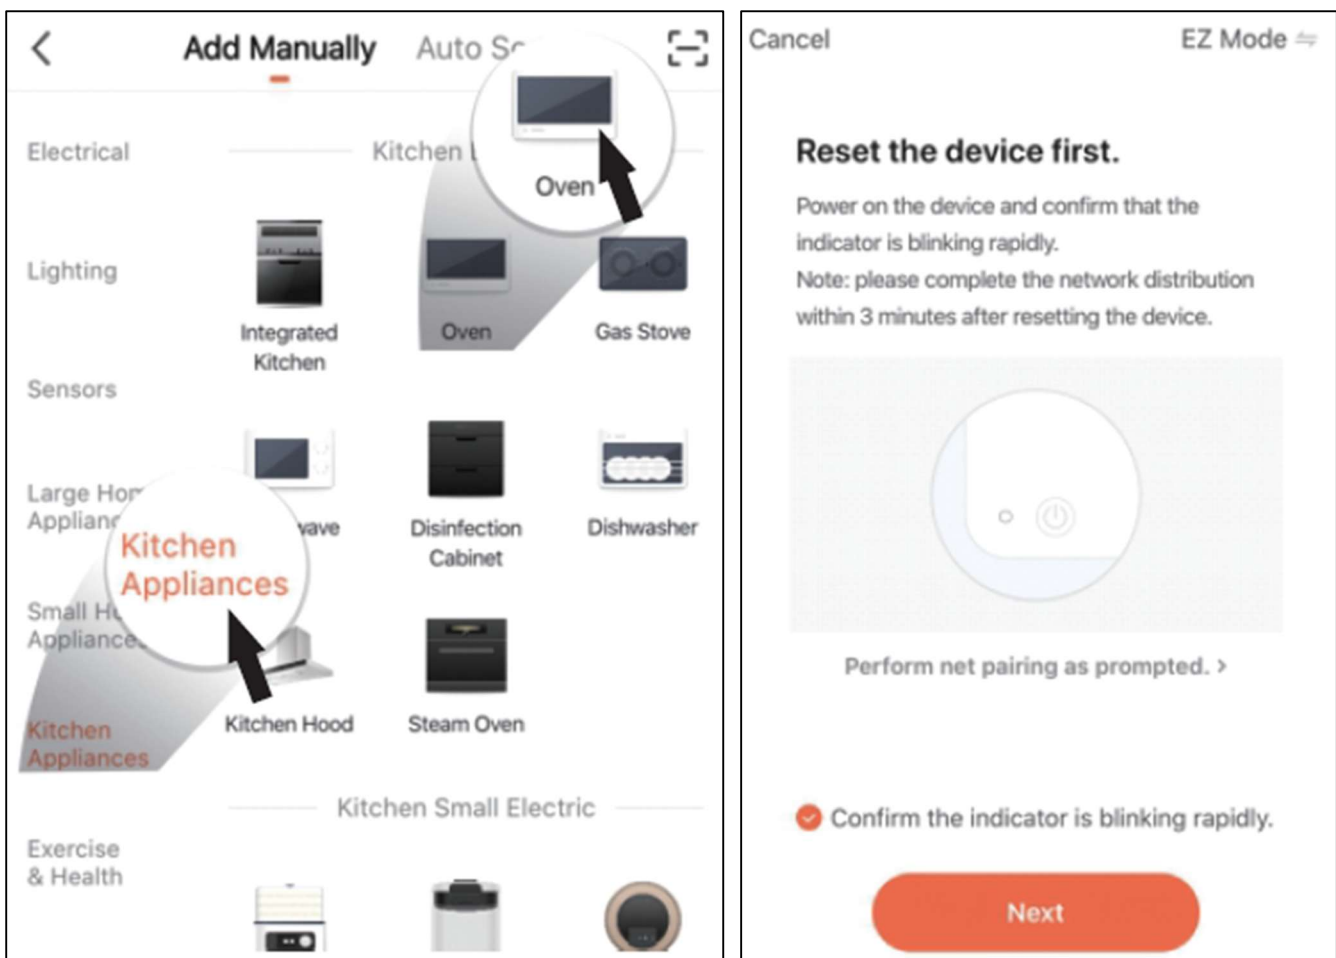 Add Manually
Auto Sc
Electrical
Lighting
Sensors
Large Hom
Applianc
Small H
Appliance
Kitchen
Appliances
Exercise
& Health
Kitchen
Oven
Integrated
Kitchen
Oven
Gas Stove
wave
Disinfection
Cabinet
Dishwasher
Kitchen
Appliances
Kitchen Hood
Steam Oven
Kitchen Small Electric
Cancel
EZ Mode
Reset the device first.
Power on the device and confirm that the
indicator is blinking rapidly.
Note: please complete the network distribution
within 3 minutes after resetting the device.
Perform net pairing as prompted. >
Confirm the indicator is blinking rapidly.
Next